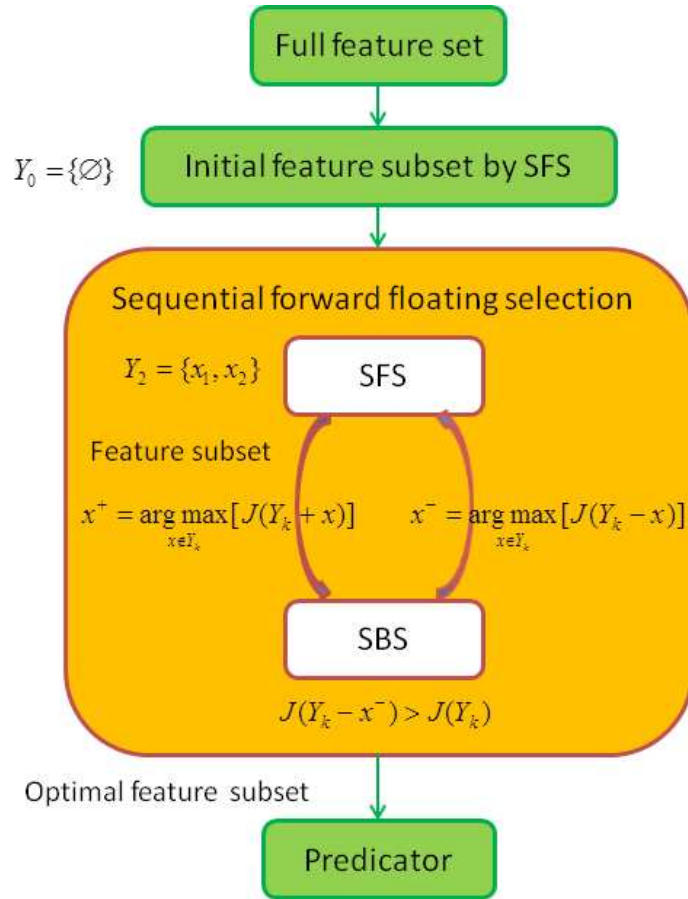 Full feature set
Y₀ = {∅}
Initial feature subset by SFS
Sequential forward floating selection
Y₂ = {x₁, x₂}
SFS
Feature subset
x⁺ = arg max[J(Yₖ + x)]
x∉Yₖ
x⁻ = arg max[J(Yₖ − x)]
x∈Yₖ
SBS
J(Yₖ − x⁻) > J(Yₖ)
Optimal feature subset
Predicator